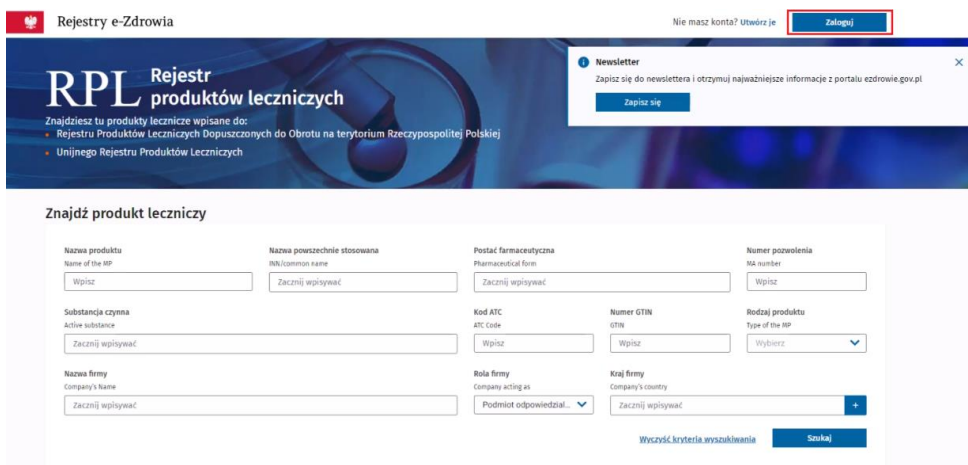 Rejestry e-Zdrowia
Nie masz konta? Utwórz je
Zaloguj
RPL Rejestr produktów leczniczych
Znajdziesz tu produkty lecznicze wpisane do:
Rejestru Produktów Leczniczych Dopuszczonych do Obrotu na terytorium Rzeczypospolitej Polskiej
Unijnego Rejestru Produktów Leczniczych
Newsletter
Zapisz się do newslettera i otrzymuj najważniejsze informacje z portalu ezdrowie.gov.pl
Zapisz się
Znajdź produkt leczniczy
Nazwa produktu
Name of the MP
Wpisz
Nazwa powszechnie stosowana
INN/common name
Zacznij wpisywać
Postać farmaceutyczna
Pharmaceutical form
Zacznij wpisywać
Numer pozwolenia
MA number
Wpisz
Substancja czynna
Active substance
Zacznij wpisywać
Kod ATC
ATC Code
Wpisz
Numer GTIN
GTIN
Wpisz
Rodzaj produktu
Type of the MP
Wybierz
Nazwa firmy
Company's Name
Zacznij wpisywać
Rola firmy
Company acting as
Podmiot odpowiedzial...
Kraj firmy
Company's country
Zacznij wpisywać
+
Wyczyść kryteria wyszukiwania
Szukaj